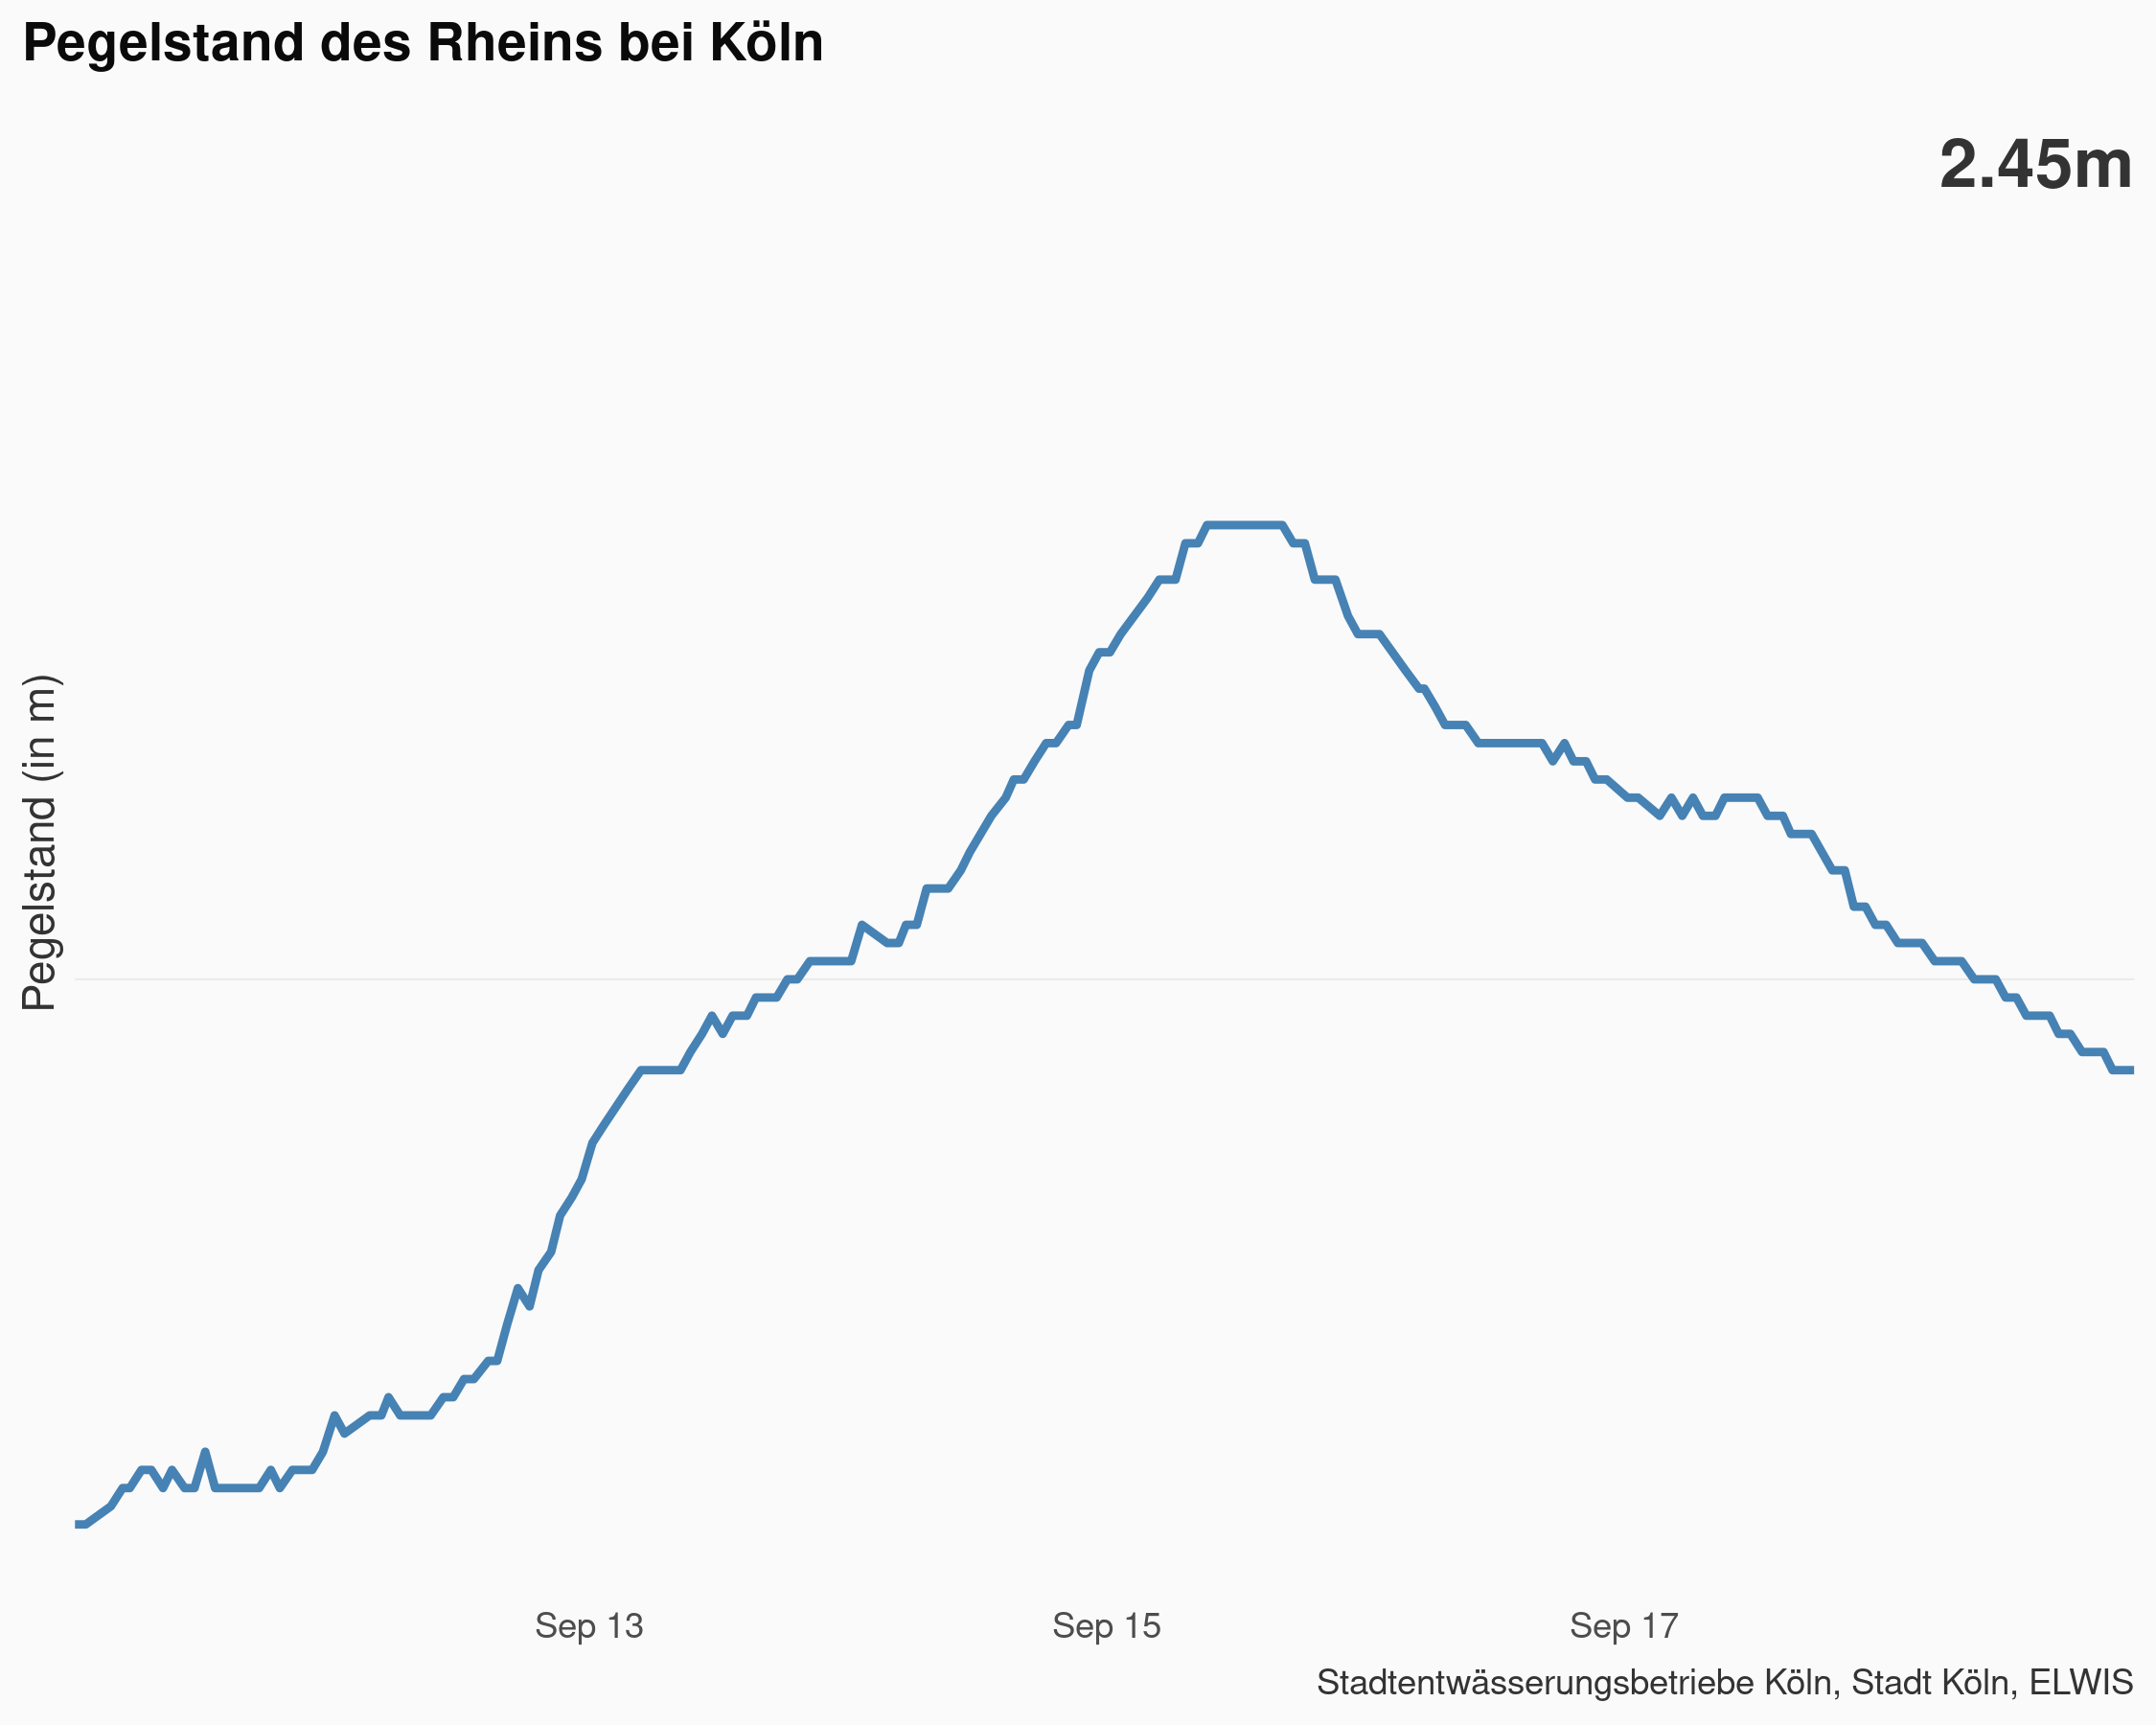 Pegelstand des Rheins bei Köln
2.45m
Pegelstand (in m)
Sep 13
Sep 15
Sep 17
Stadtentwässerungsbetriebe Köln, Stadt Köln, ELWIS